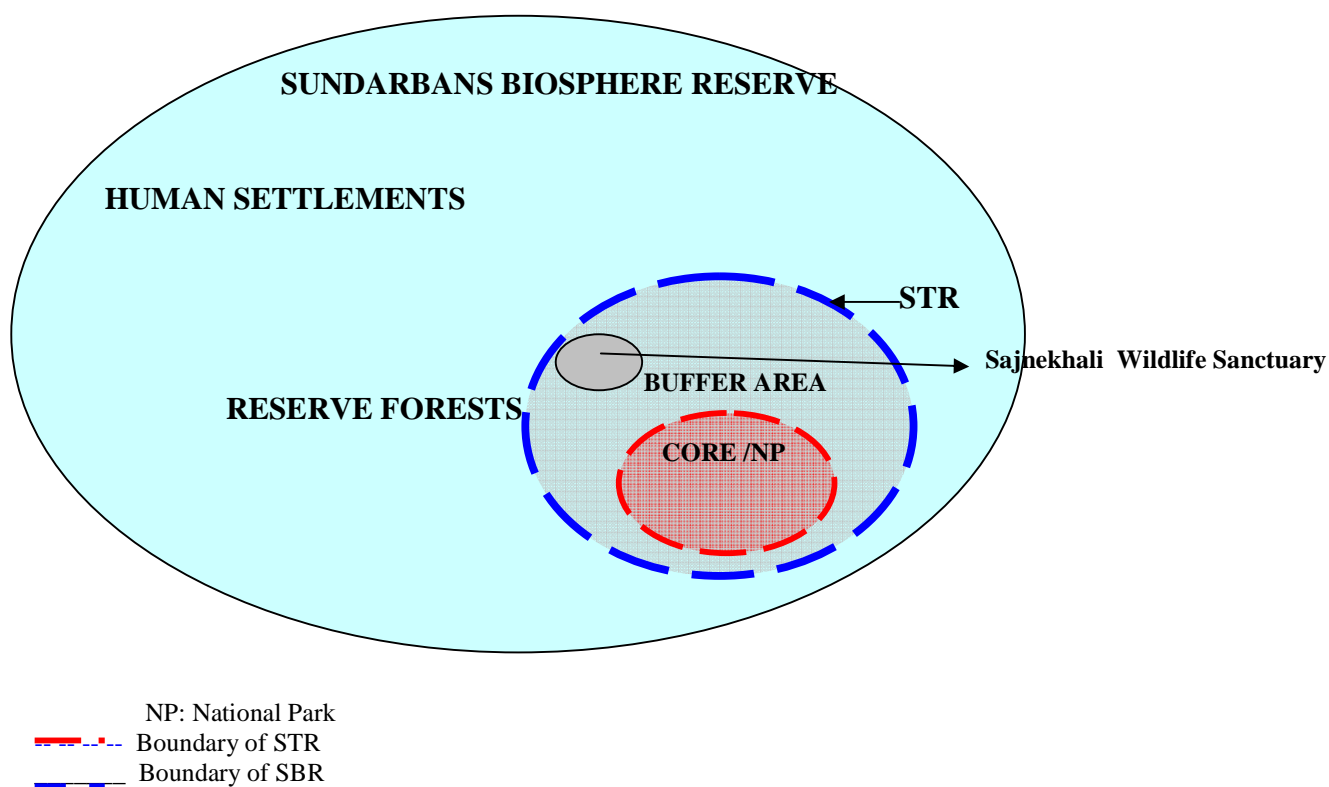 SUNDARBANS BIOSPHERE RESERVE
HUMAN SETTLEMENTS
STR
Sajnekhali Wildlife Sanctuary
BUFFER AREA
RESERVE FORESTS
CORE /NP
NP: National Park
Boundary of STR
Boundary of SBR